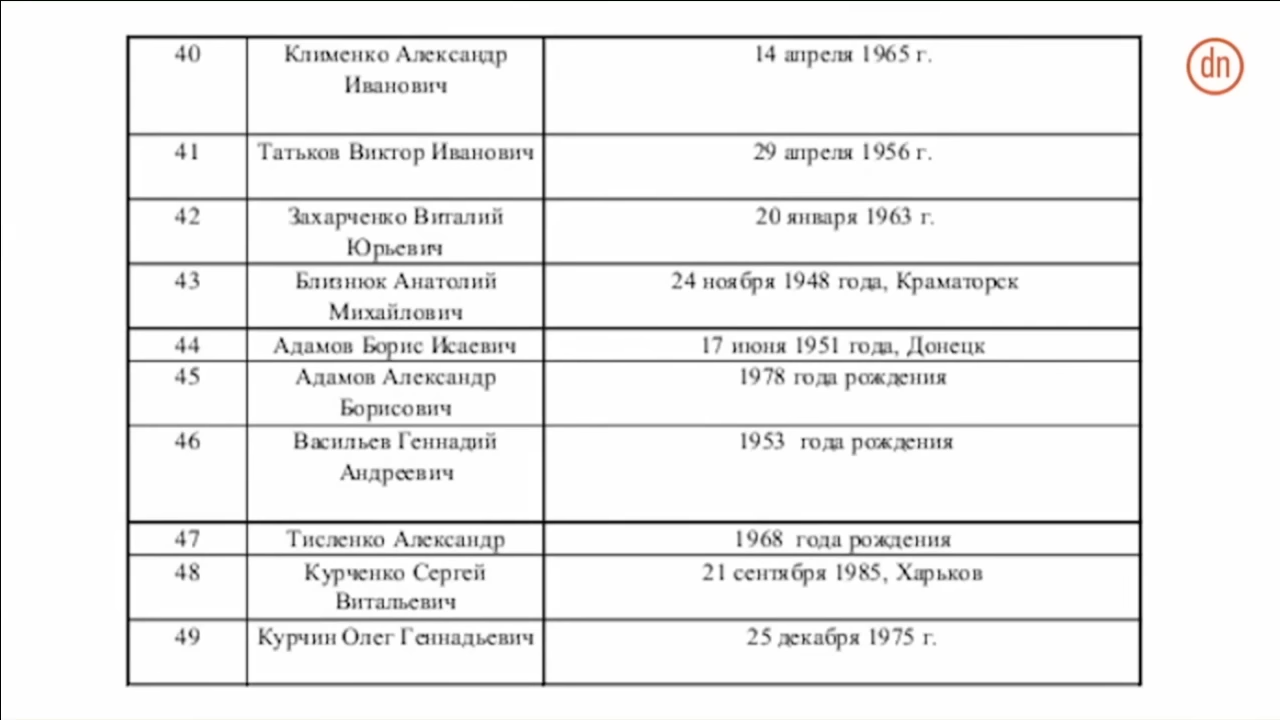 dn
40 Клименко Александр 14 апреля 1965 г.
Иванович
41 Татьков Виктор Иванович 29 апреля 1956 г.
42 Захарченко Виталий 20 января 1963 г.
Юрьевич
43 Близнюк Анатолий 24 ноября 1948 года, Краматорск
Михайлович
44 Адамов Борис Исаевич 17 июня 1951 года, Донецк
45 Адамов Александр 1978 года рождения
Борисович
46 Васильев Геннадий 1953 года рождения
Андреевич
47 Тисленко Александр 1968 года рождения
48 Курченко Сергей 21 сентября 1985, Харьков
Витальевич
49 Курчин Олег Геннадьевич 25 декабря 1975 г.